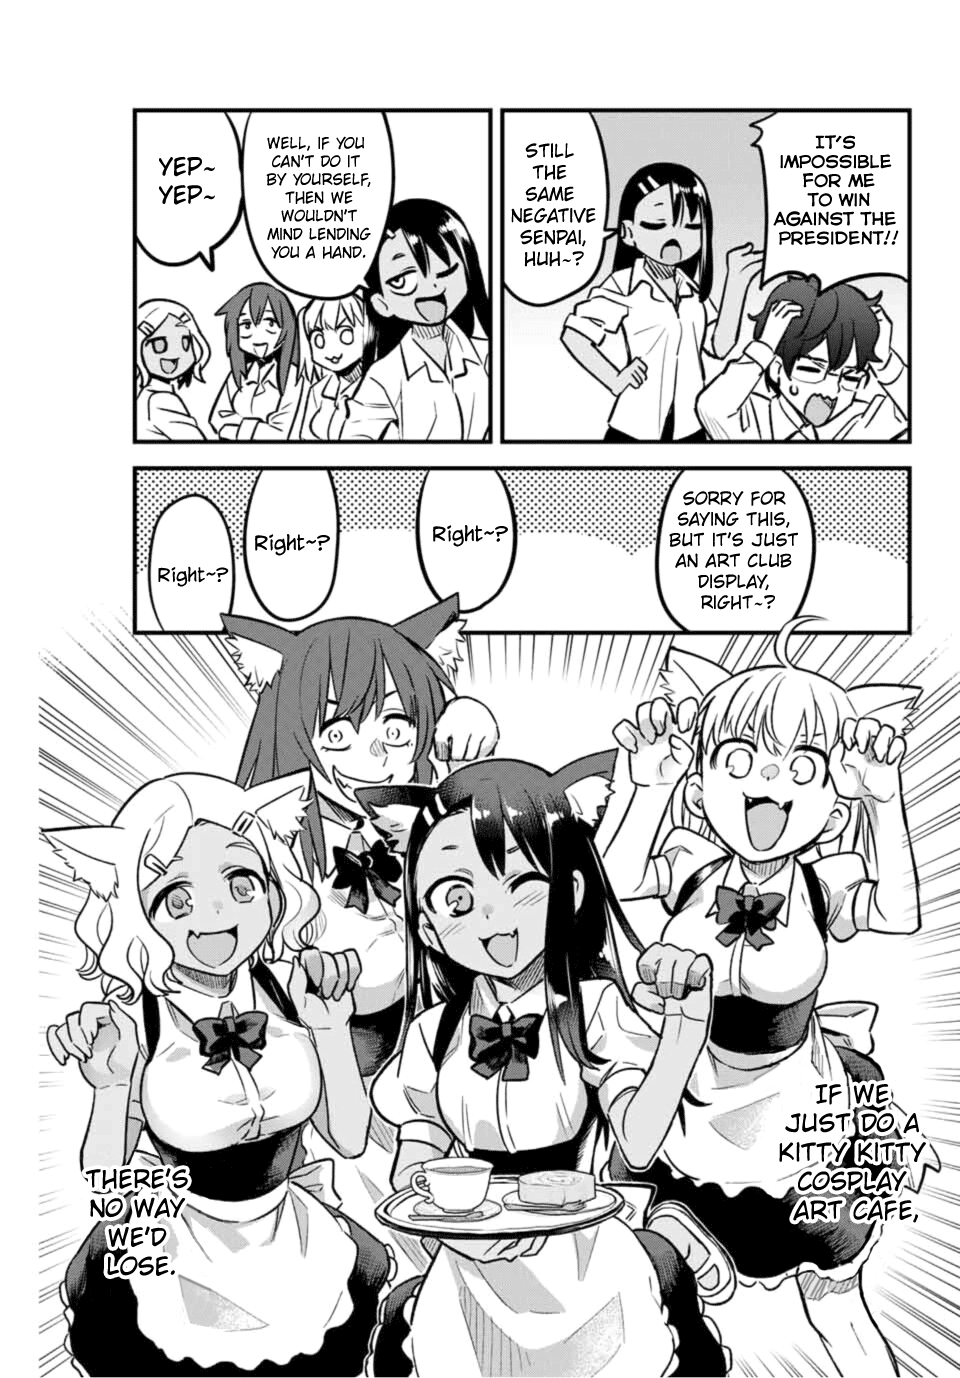 IT'S
IMPOSSIBLE
FOR ME
TO WIN
AGAINST THE
PRESIDENT!!
STILL
THE
SAME
NEGATIVE
SENPAI,
HUH~?
WELL, IF YOU
CAN'T DO IT
BY YOURSELF,
THEN WE
WOULDN'T
MIND LENDING
YOU A HAND.
YEP~
YEP~
SORRY FOR
SAYING THIS,
BUT IT'S JUST
AN ART CLUB
DISPLAY,
RIGHT~?
Right~?
Right~?
Right~?
IF WE
JUST DO A
KITTY KITTY
COSPLAY
ART CAFE,
THERE'S
NO WAY
WE'D
LOSE.